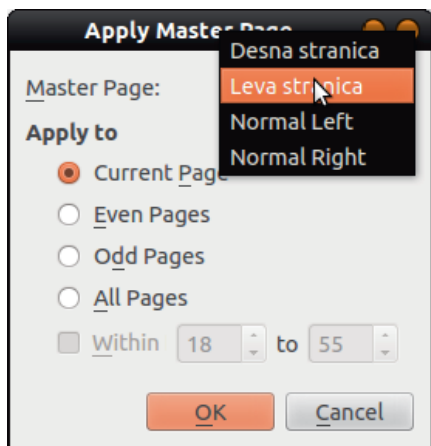 Apply Master Page
Desna stranica
Master Page: Leva stranica
Apply to Normal Left
Normal Right
Current Page
Even Pages
Odd Pages
All Pages
Within 18 to 55
OK Cancel